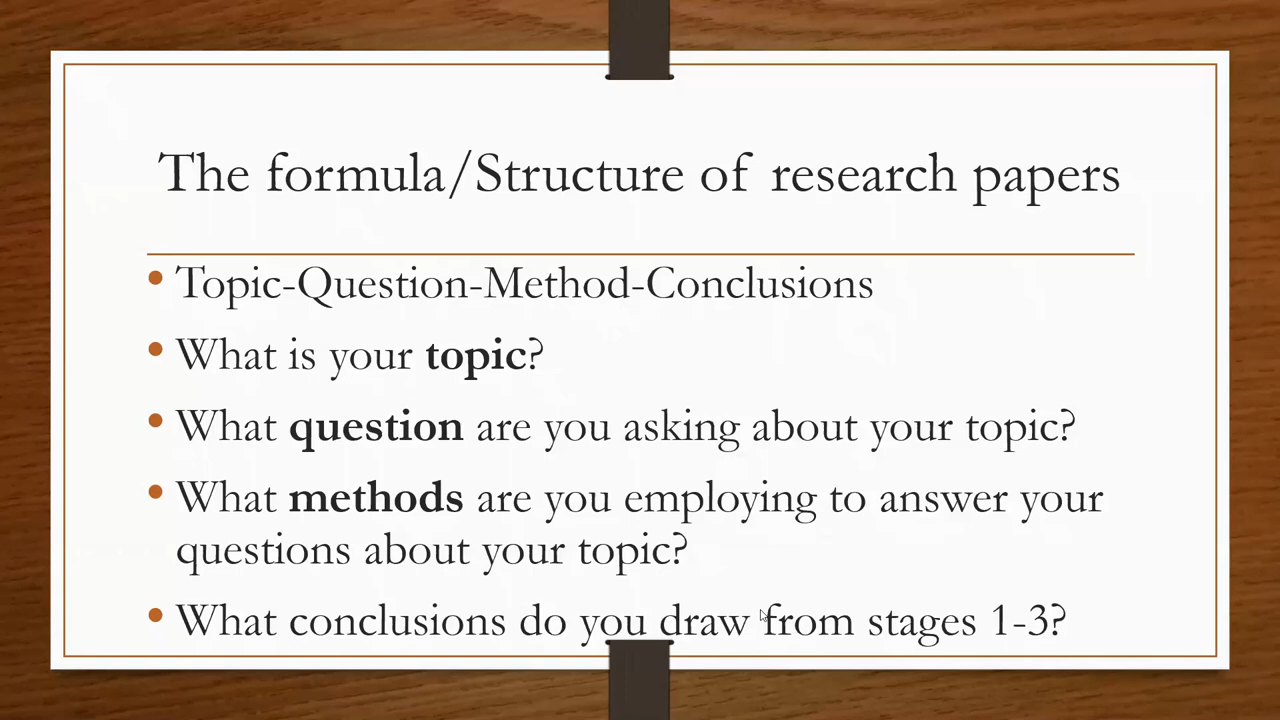 The formula/Structure of research papers
• Topic-Question-Method-Conclusions
• What is your topic?
• What question are you asking about your topic?
• What methods are you employing to answer your
questions about your topic?
• What conclusions do you draw from stages 1-3?